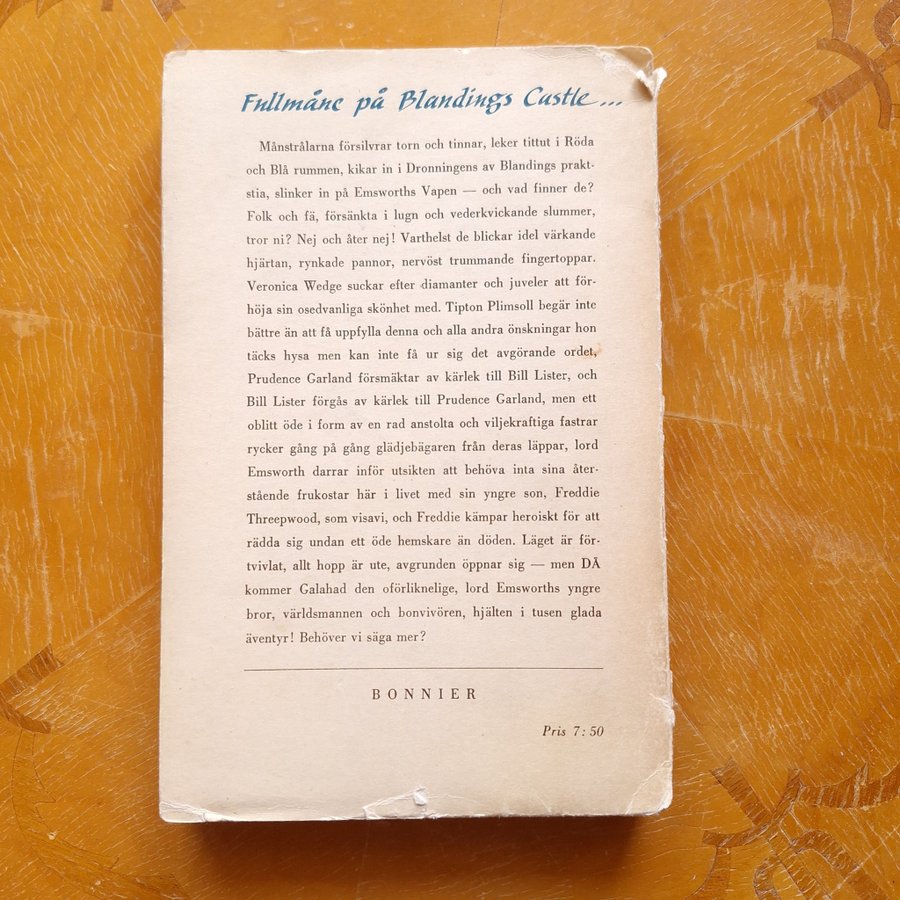 Fullmåne på Blandings Castle...
Månstrålarna försilvrar torn och tinnar, leker tittut i Röda
och Blå rummen, kikar in i Dronningens av Blandings prakt-
stia, slinker in på Emsworths Vapen — och vad finner de?
Folk och fä, försänkta i lugn och vederkvickande slummer,
tror ni? Nej och åter nej! Varthelst de blickar idel värkande
hjärtan, rynkade pannor, nervöst trummande fingertoppar.
Veronica Wedge suckar efter diamanter och juveler att för-
höja sin osedvanliga skönhet med. Tipton Plimsoll begär inte
bättre än att få uppfylla denna och alla andra önskningar hon
täcks hysa men kan inte få ur sig det avgörande ordet,
Prudence Garland försmäktar av kärlek till Bill Lister, och
Bill Lister förgås av kärlek till Prudence Garland, men ett
oblitt öde i form av en rad anstolta och viljekraftiga fastrar
rycker gång på gång glädjebägaren från deras läppar, lord
Emsworth darrar inför utsikten att behöva inta sina åter-
stående frukostar här i livet med sin yngre son, Freddie
Threepwood, som visavi, och Freddie kämpar heroiskt för att
rädda sig undan ett öde hemskare än döden. Läget är för-
tvivlat, allt hopp är ute, avgrunden öppnar sig — men DÅ
kommer Galahad den oförliknelige, lord Emsworths yngre
bror, världsmannen och bonvivören, hjälten i tusen glada
äventyr! Behöver vi säga mer?
BONNIER
Pris 7:50